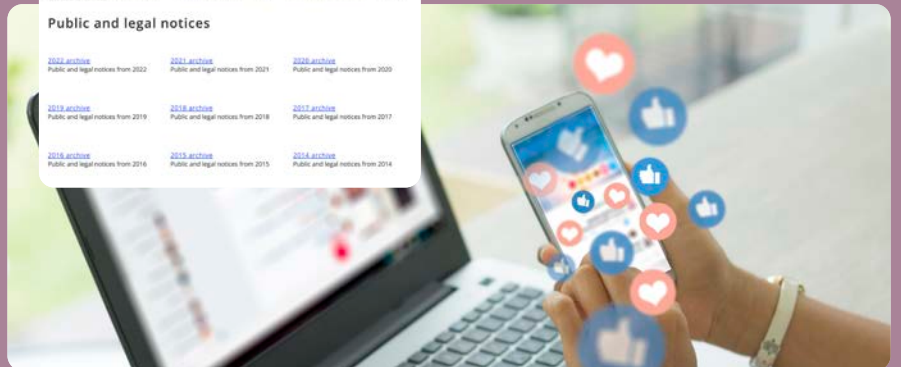 Public and legal notices
2022 archive
Public and legal notices from 2022
2021 archive
Public and legal notices from 2021
2020 archive
Public and legal notices from 2020
2019 archive
Public and legal notices from 2019
2018 archive
Public and legal notices from 2018
2017 archive
Public and legal notices from 2017
2016 archive
Public and legal notices from 2016
2015 archive
Public and legal notices from 2015
2014 archive
Public and legal notices from 2014